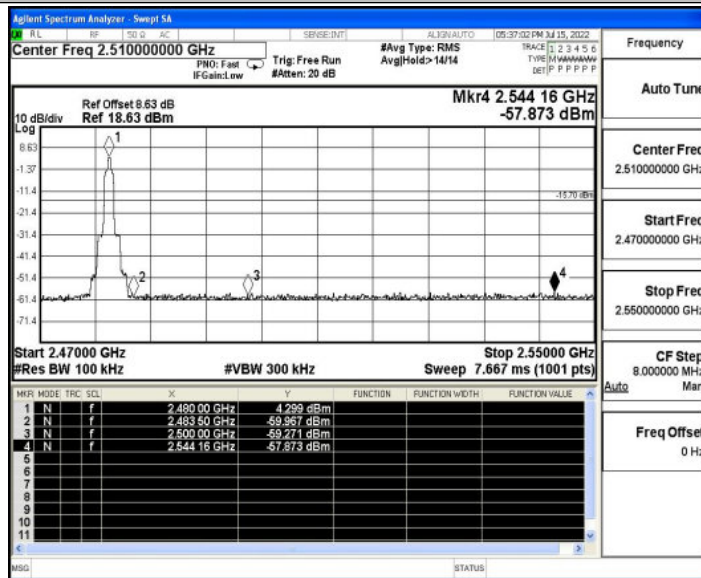 Agilent Spectrum Analyzer - Swept SA
RL RF 50 Ω AC SENSE:INT ALIGNAUTO 05:37:02 PM Jul 15, 2022
Center Freq 2.510000000 GHz
PNO: Fast
IFGain:Low
Trig: Free Run
#Atten: 20 dB
#Avg Type: RMS
Avg|Hold:>14/14
TRACE 1 2 3 4 5 6
TYPE M
DET P P P P P P
Frequency
Auto Tune
Center Freq
2.510000000 GHz
Start Freq
2.470000000 GHz
Stop Freq
2.550000000 GHz
CF Step
8.000000 MHz
Auto Man
Freq Offset
0 Hz
Mkr4 2.544 16 GHz
-57.873 dBm
Ref Offset 8.63 dB
10 dB/div Ref 18.63 dBm
Log
8.63
-1.37
-11.4
-21.4
-31.4
-41.4
-51.4
-61.4
-71.4
1
2
3
4
-15.70 dBm
Start 2.47000 GHz Stop 2.55000 GHz
#Res BW 100 kHz #VBW 300 kHz Sweep 7.667 ms (1001 pts)
MKR MODE TRC SCL X Y FUNCTION FUNCTION WIDTH FUNCTION VALUE
1 N f 2.480 00 GHz 4.299 dBm
2 N f 2.483 50 GHz -59.967 dBm
3 N f 2.500 00 GHz -59.271 dBm
4 N f 2.544 16 GHz -57.873 dBm
5
6
7
8
9
10
11
MSG STATUS